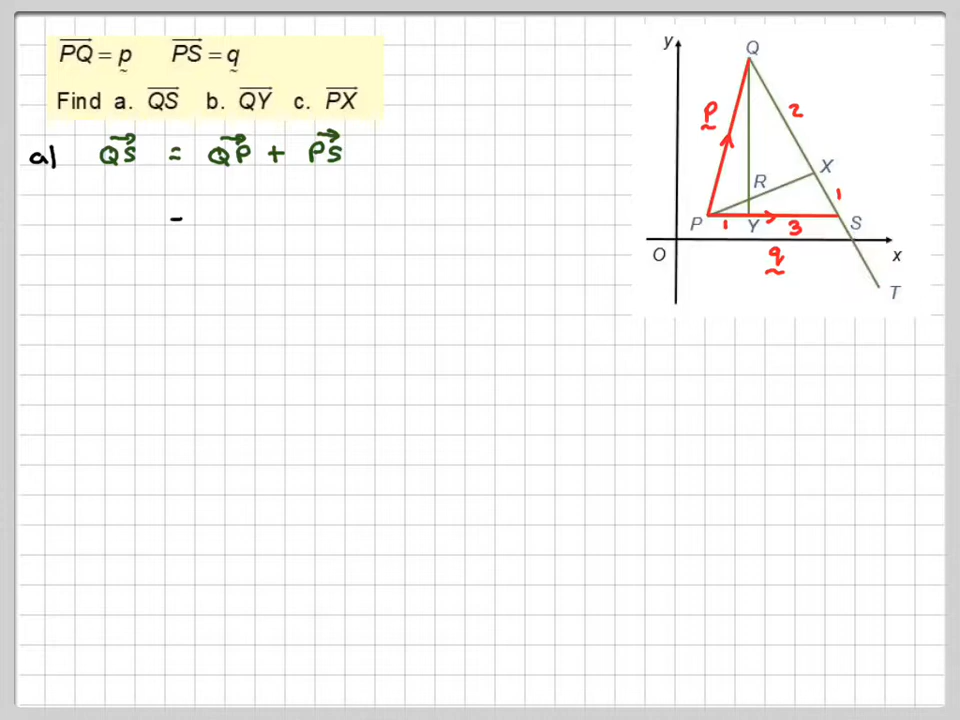 PQ = p PS = q
Find a. QS b. QY c. PX
a) QS = QP + PS
=
y
Q
p
2
X
R
1
P
1
Y
3
S
O
q
x
T